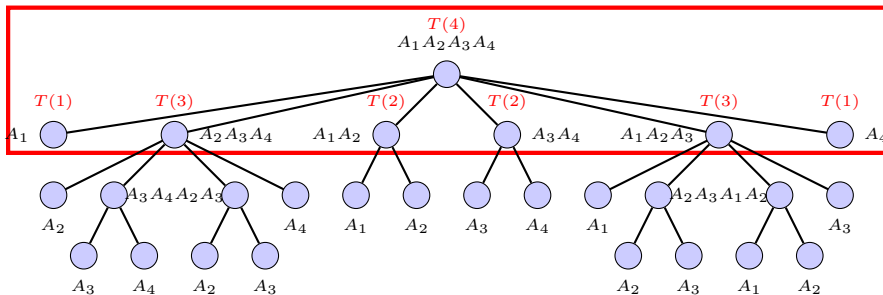 T(4)
A₁A₂A₃A₄
T(1) T(3) T(2) T(2) T(3) T(1)
A₁ A₂A₃A₄ A₁A₂ A₃A₄ A₁A₂A₃ A₄
A₃A₄ A₂A₃ A₂A₃ A₁A₂
A₂ A₄ A₁ A₂ A₃ A₄ A₁ A₃
A₃ A₄ A₂ A₃ A₂ A₃ A₁ A₂